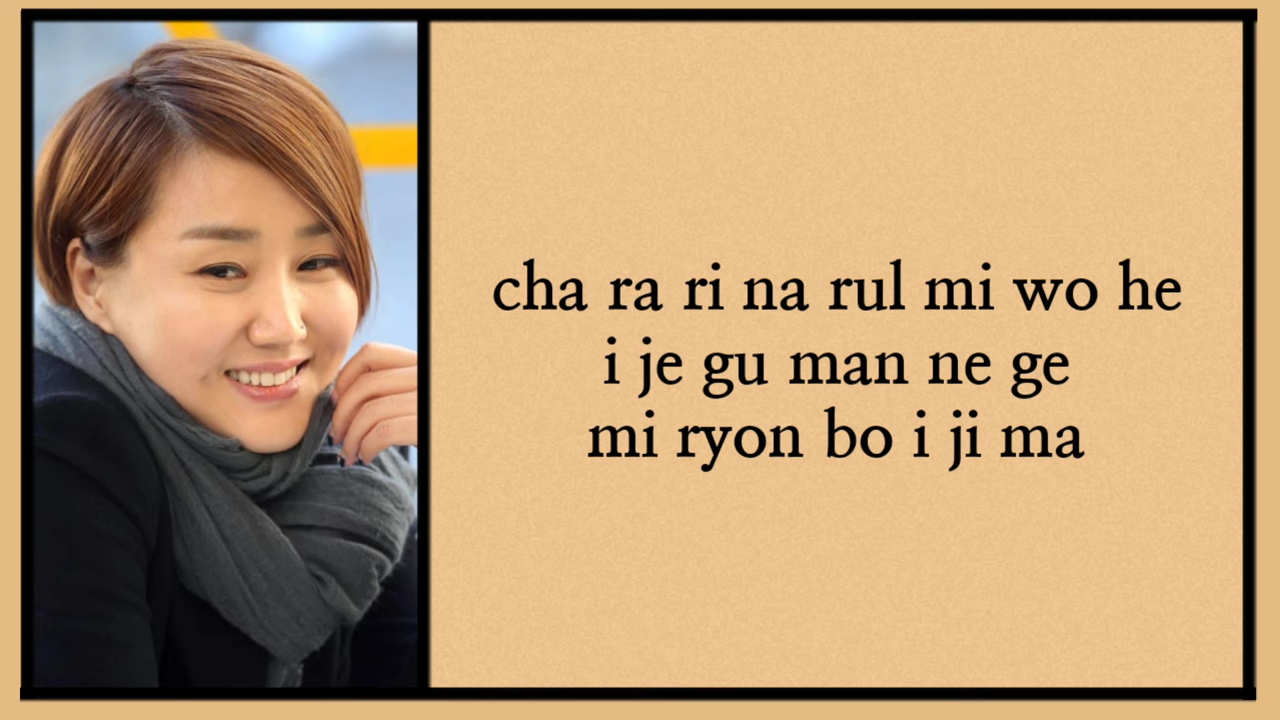 cha ra ri na rul mi wo he
i je gu man ne ge
mi ryon bo i ji ma